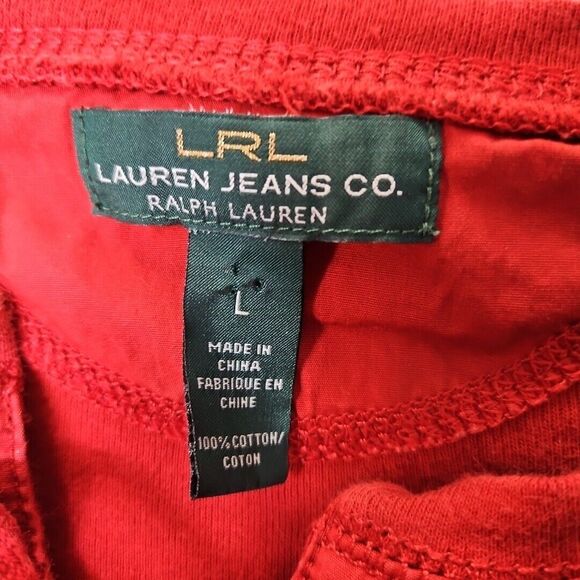 LRL
LAUREN JEANS CO.
RALPH LAUREN
L
MADE IN
CHINA
FABRIQUE EN
CHINE
100% COTTON/
COTON